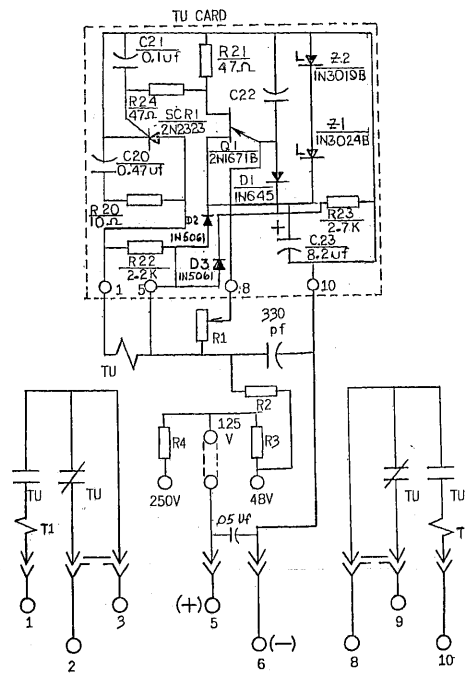 TU CARD
C21
0.1uf
R21
47Ω
Z2
1N3019B
R24
47Ω
C22
SCR1
2N2323
Z1
1N3024B
Q1
2N1671B
C20
0.47uf
D1
1N645
R20
10Ω
D2
1N5061
+
R23
2.7K
R22
2.2K
D3
1N5061
C23
8.2uf
1
5
8
10
R1
330
pf
TU
R2
R4
125
V
R3
250V
48V
.05 Uf
TU
TU
TU
TU
T1
T
1
2
3
(+)
5
6
(-)
8
9
10